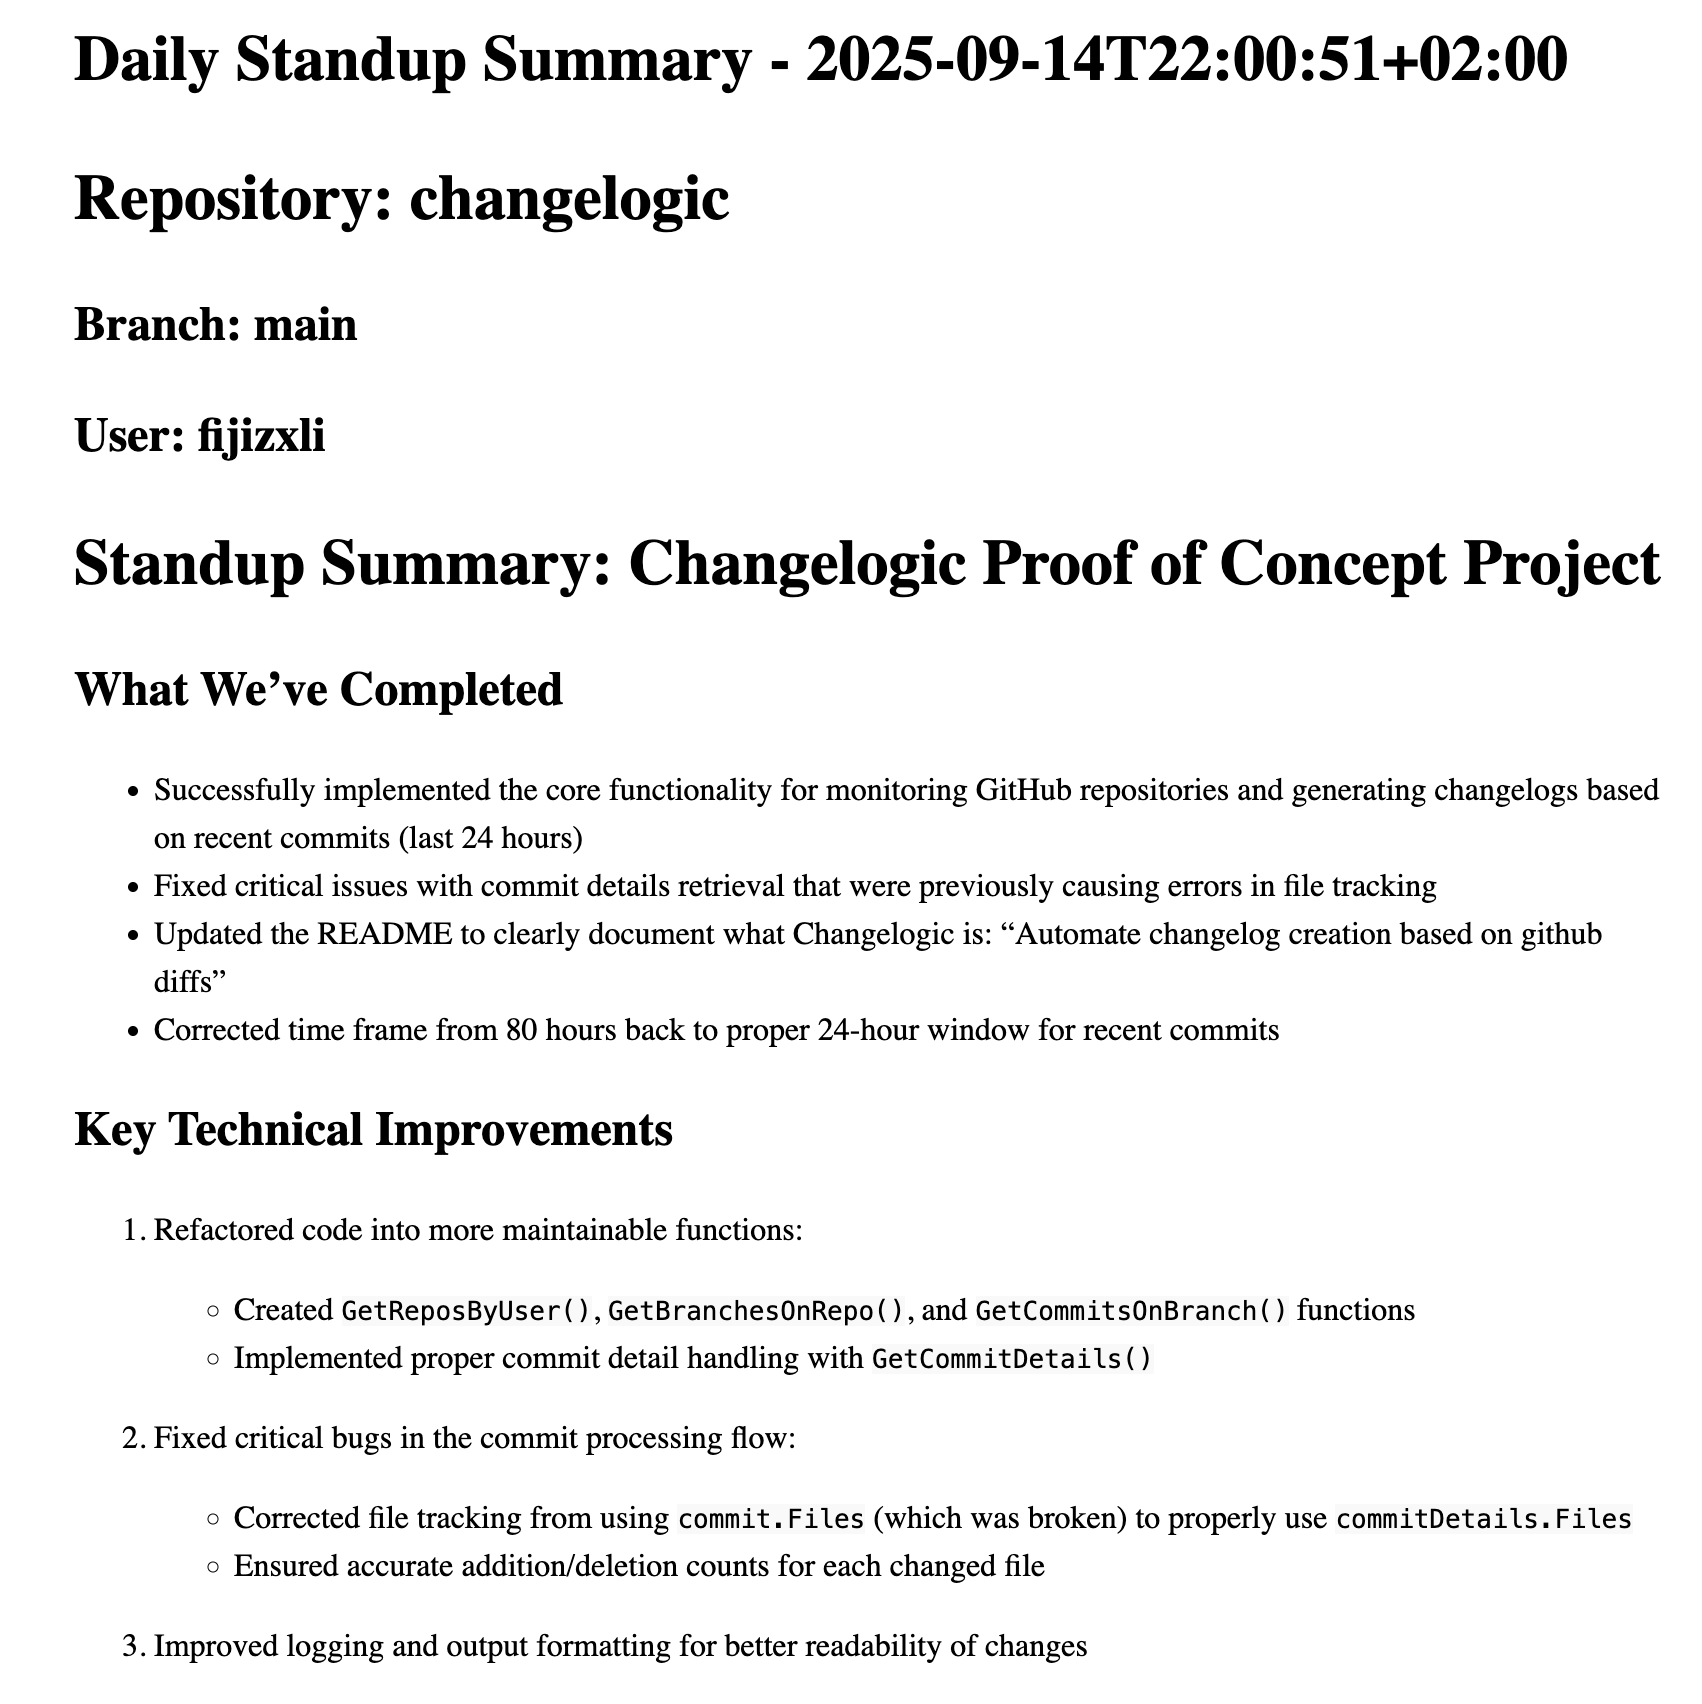 Daily Standup Summary - 2025-09-14T22:00:51+02:00
Repository: changelogic
Branch: main
User: fijizxli
Standup Summary: Changelogic Proof of Concept Project
What We’ve Completed
• Successfully implemented the core functionality for monitoring GitHub repositories and generating changelogs based
on recent commits (last 24 hours)
• Fixed critical issues with commit details retrieval that were previously causing errors in file tracking
• Updated the README to clearly document what Changelogic is: “Automate changelog creation based on github
diffs”
• Corrected time frame from 80 hours back to proper 24-hour window for recent commits
Key Technical Improvements
1. Refactored code into more maintainable functions:
◦ Created GetReposByUser(), GetBranchesOnRepo(), and GetCommitsOnBranch() functions
◦ Implemented proper commit detail handling with GetCommitDetails()
2. Fixed critical bugs in the commit processing flow:
◦ Corrected file tracking from using commit.Files (which was broken) to properly use commitDetails.Files
◦ Ensured accurate addition/deletion counts for each changed file
3. Improved logging and output formatting for better readability of changes